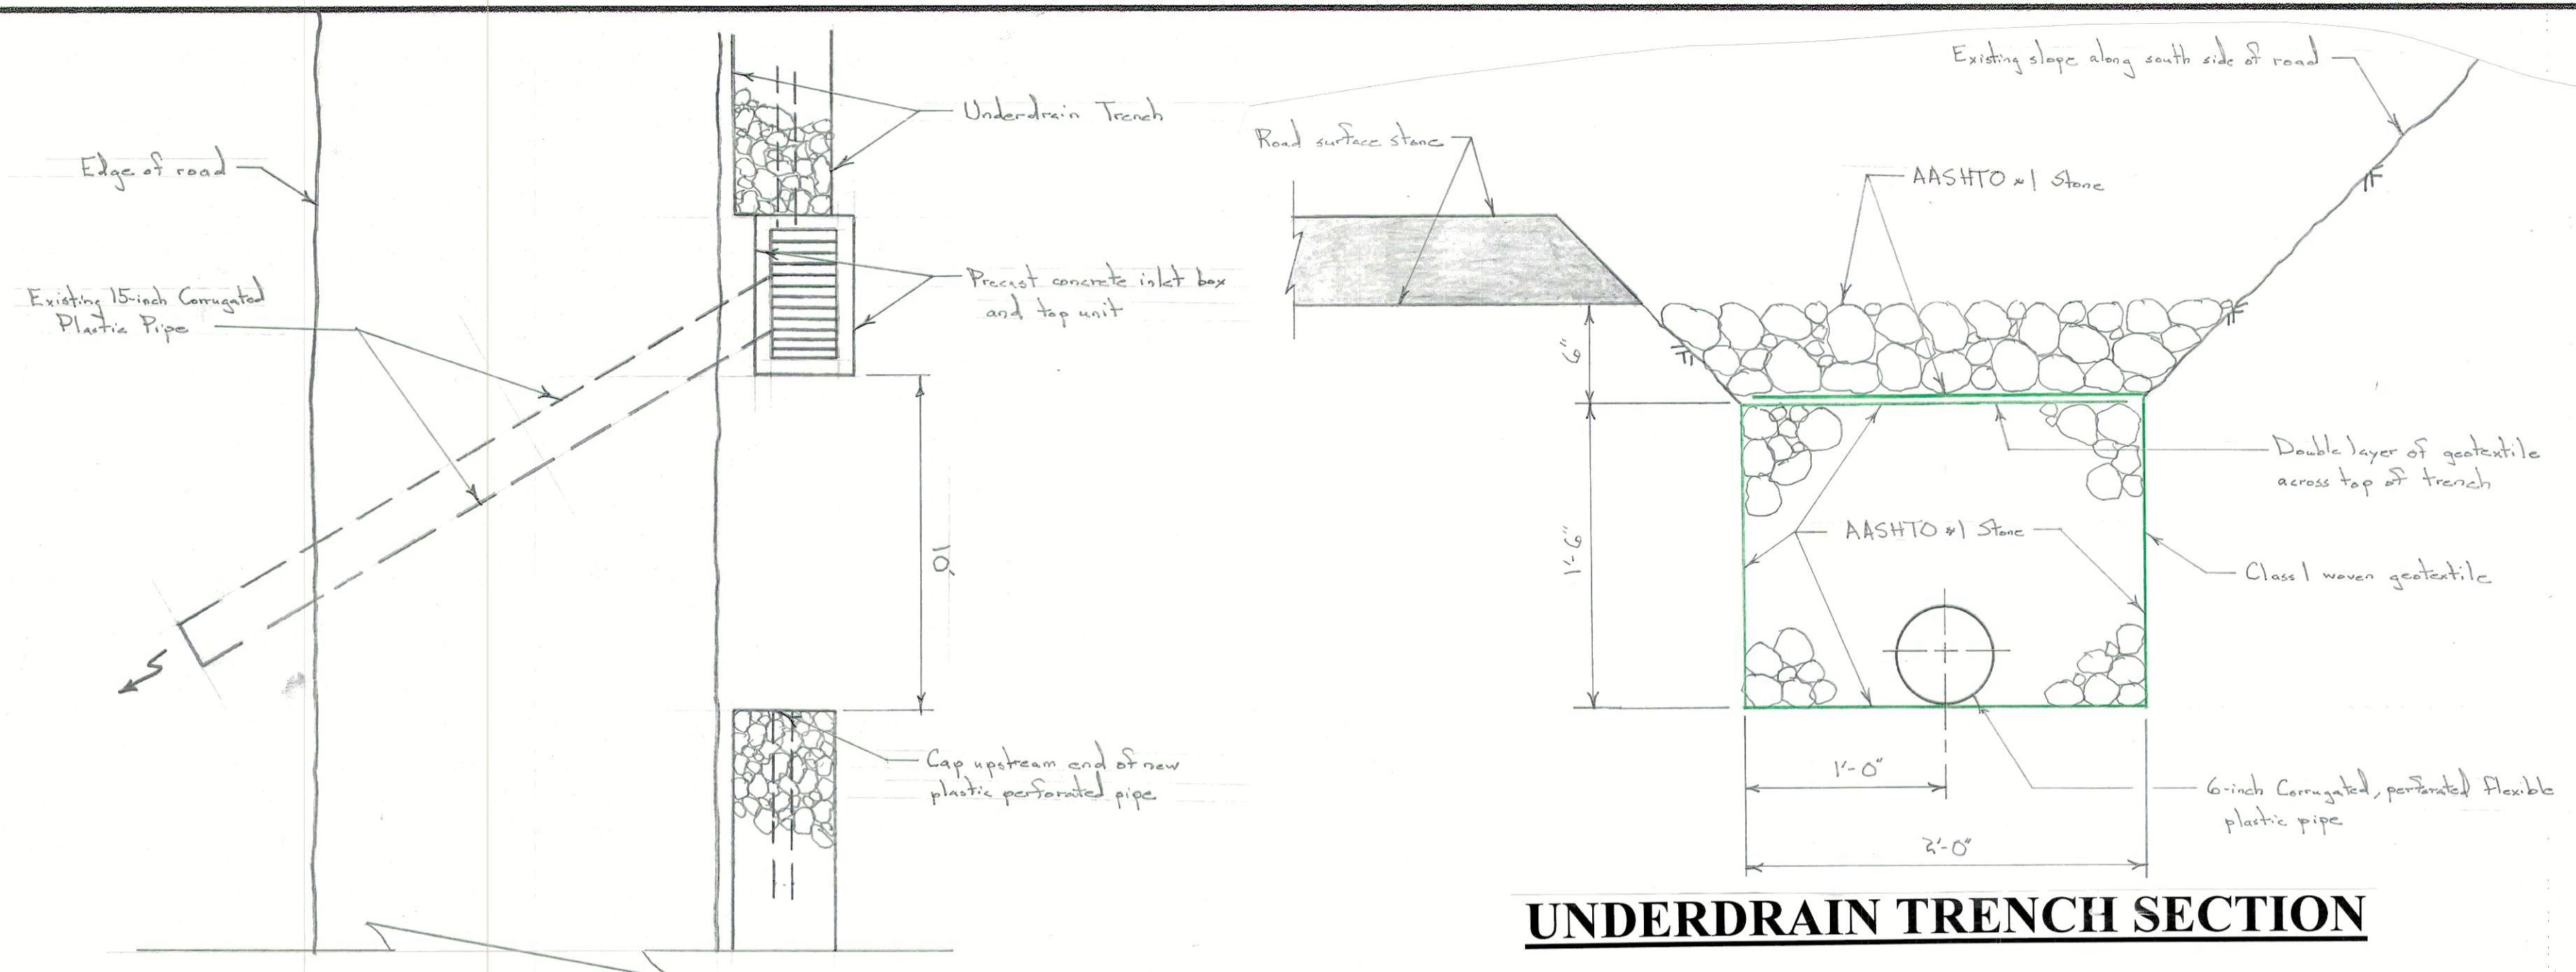 Edge of road
Existing 15-inch Corrugated
Plastic Pipe
Underdrain Trench
Precast concrete inlet box
and top unit
10'
Cap upstream end of new
plastic perforated pipe
Existing slope along south side of road
Road surface stone
AASHTO #1 Stone
6"
1'-6"
Double layer of geotextile
across top of trench
AASHTO #1 Stone
Class 1 woven geotextile
1'-0"
6-inch Corrugated, perforated flexible
plastic pipe
2'-0"
UNDERDRAIN TRENCH SECTION